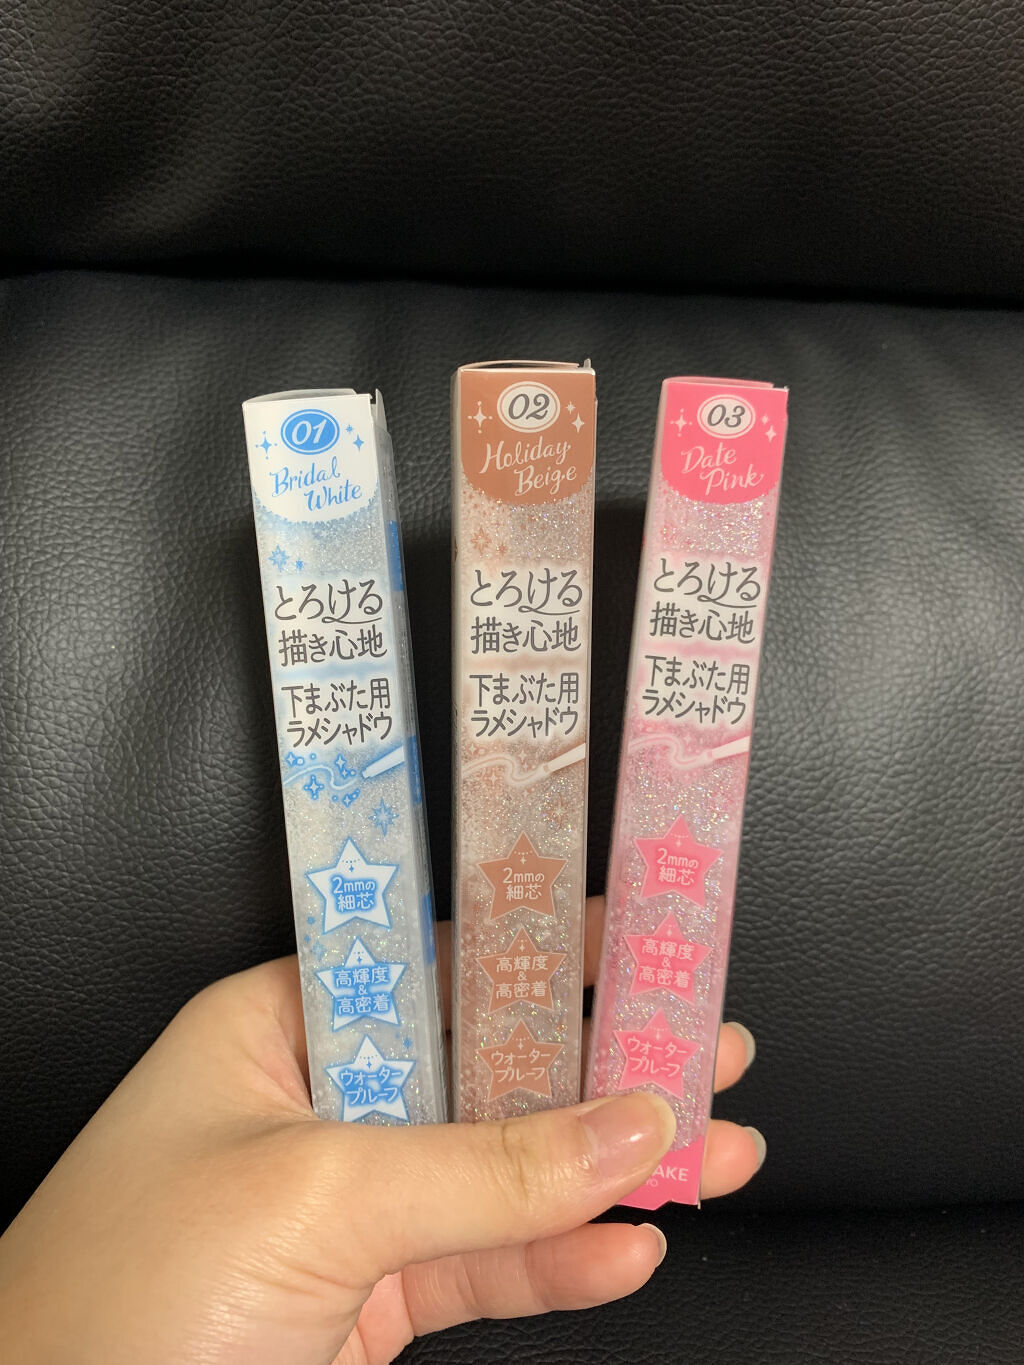 01
Bridal
White
とろける
描き心地
下まぶた用
ラメシャドウ
2mmの
細芯
高輝度
&
高密着
ウォーター
プルーフ
02
Holiday
Beige
とろける
描き心地
下まぶた用
ラメシャドウ
2mmの
細芯
高輝度
&
高密着
ウォーター
プルーフ
03
Date
Pink
とろける
描き心地
下まぶた用
ラメシャドウ
2mmの
細芯
高輝度
&
高密着
ウォーター
プルーフ
AKE
YO